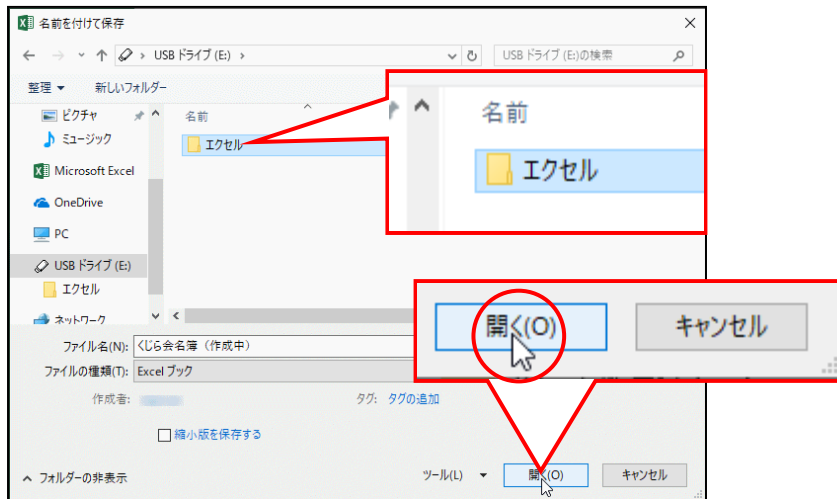 名前を付けて保存
USB ドライブ (E:)
USB ドライブ (E:)の検索
整理
新しいフォルダー
ピクチャ
ミュージック
Microsoft Excel
OneDrive
PC
USB ドライブ (E:)
エクセル
ネットワーク
名前
エクセル
名前
エクセル
開く(O)
キャンセル
ファイル名(N):
くじら会名簿（作成中）
ファイルの種類(T):
Excel ブック
作成者:
タグ:
タグの追加
縮小版を保存する
フォルダーの非表示
ツール(L)
開く(O)
キャンセル